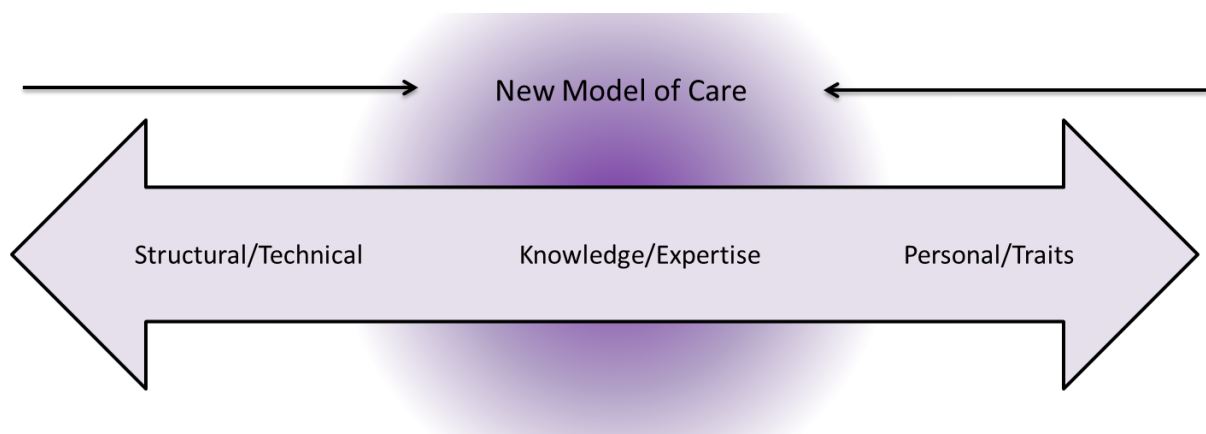 New Model of Care
Structural/Technical
Knowledge/Expertise
Personal/Traits